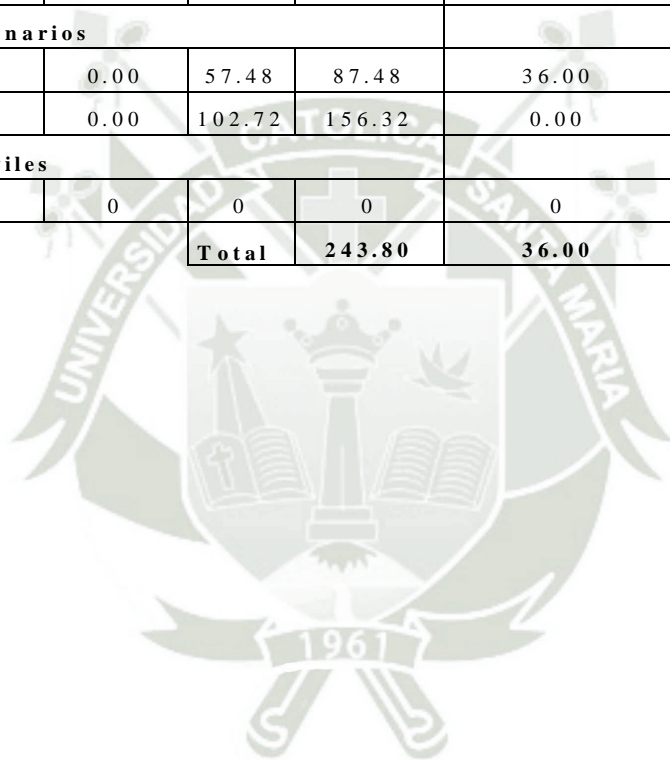 narios
0.00 57.48 87.48 36.00
0.00 102.72 156.32 0.00
iles
0 0 0 0
Total 243.80 36.00
UNIVERSIDAD CATOLICA SANTA MARIA
1961